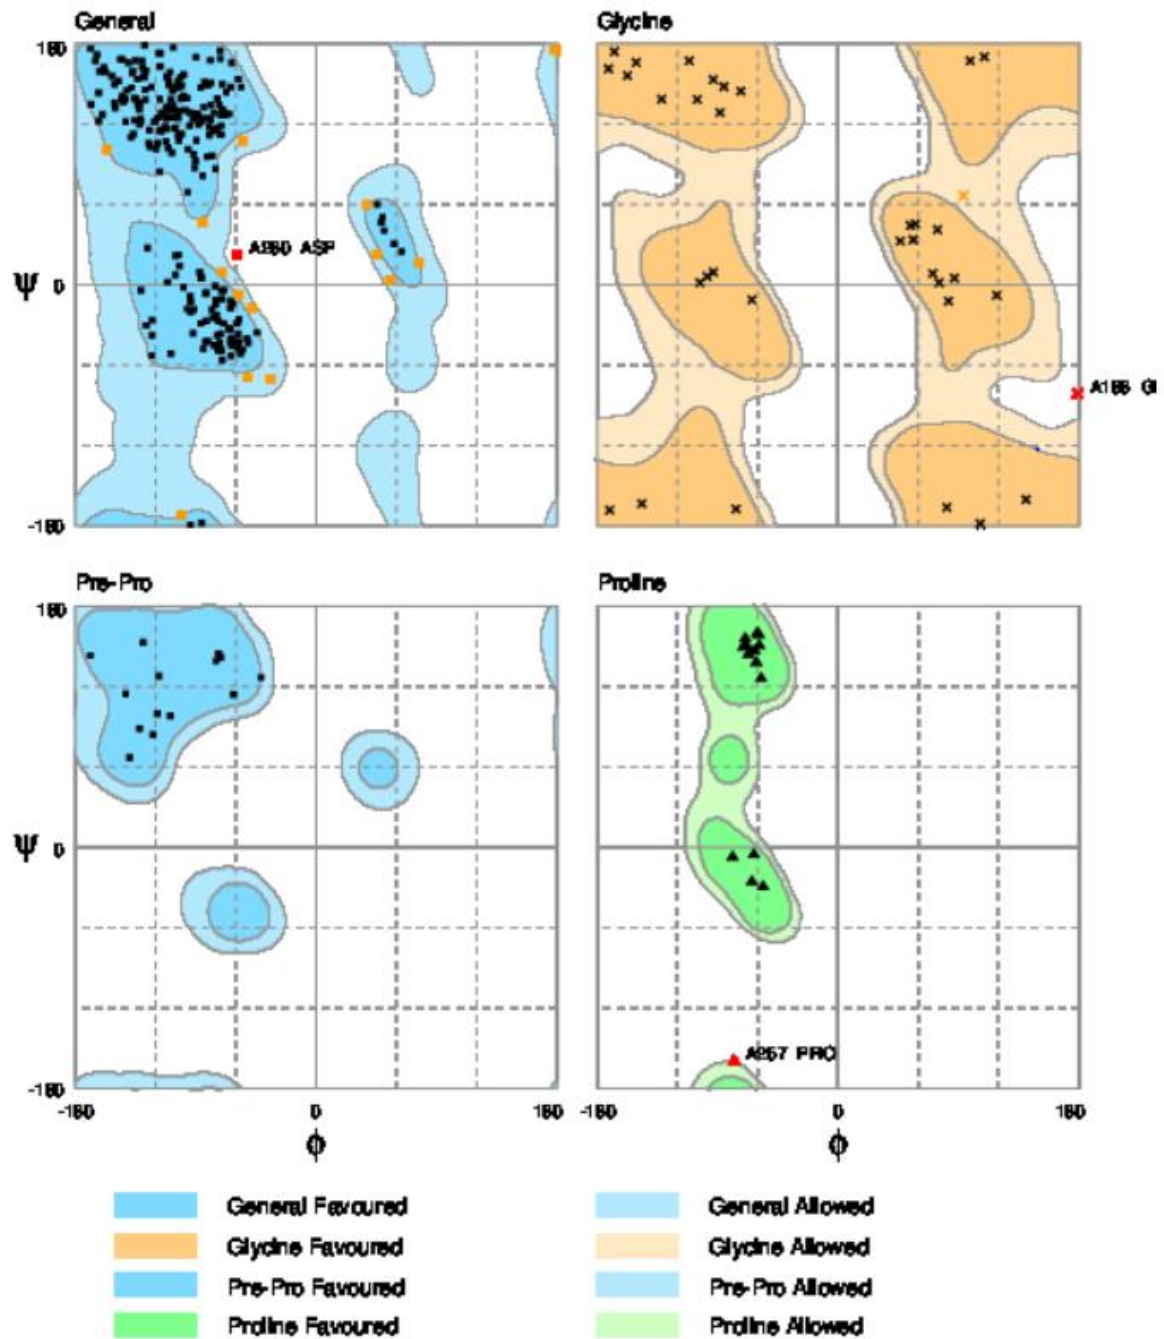 General
Glycine
180
A260 ASP
Ψ 0
A186 Gl
-180
Pre-Pro
Proline
180
Ψ 0
A257 PRO
-180
-180 0 180
-180 0 180
ϕ ϕ
General Favoured General Allowed
Glycine Favoured Glycine Allowed
Pre-Pro Favoured Pre-Pro Allowed
Proline Favoured Proline Allowed